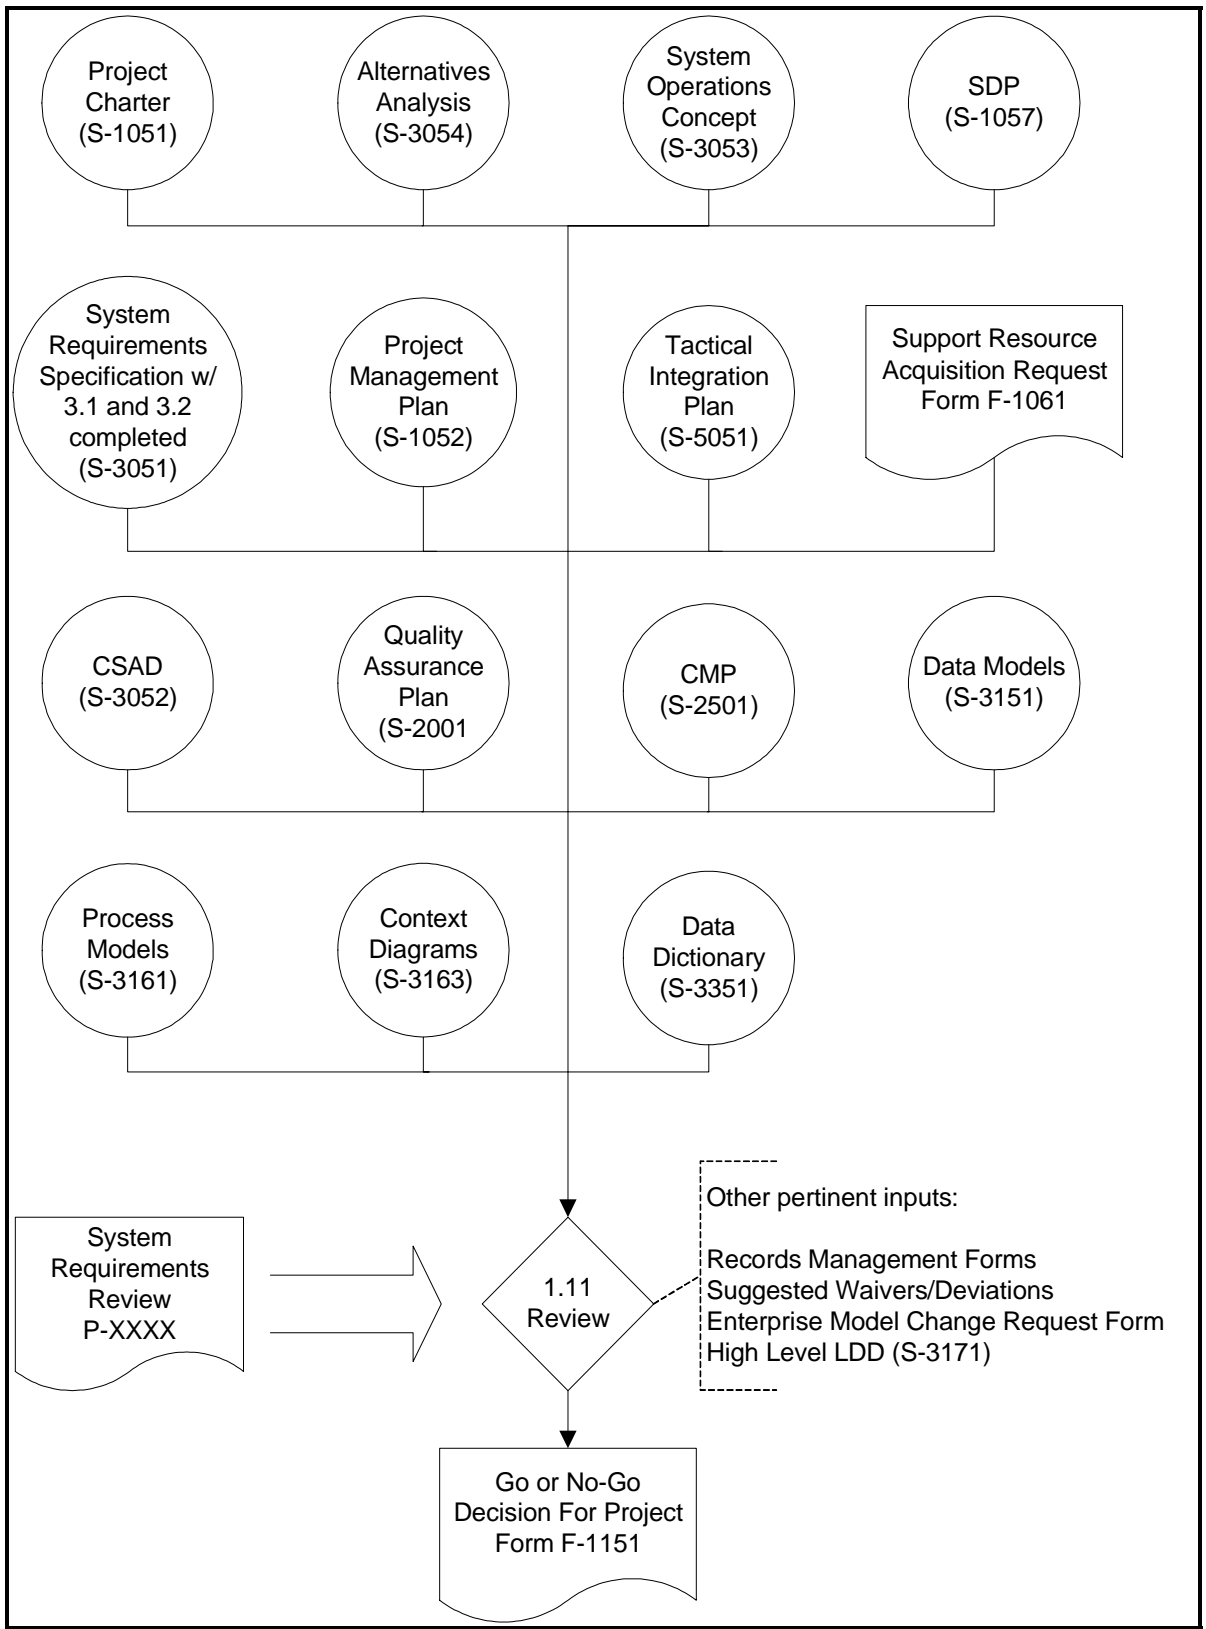 Project
Charter
(S-1051)
Alternatives
Analysis
(S-3054)
System
Operations
Concept
(S-3053)
SDP
(S-1057)
System
Requirements
Specification w/
3.1 and 3.2
completed
(S-3051)
Project
Management
Plan
(S-1052)
Tactical
Integration
Plan
(S-5051)
Support Resource
Acquisition Request
Form F-1061
CSAD
(S-3052)
Quality
Assurance
Plan
(S-2001
CMP
(S-2501)
Data Models
(S-3151)
Process
Models
(S-3161)
Context
Diagrams
(S-3163)
Data
Dictionary
(S-3351)
System
Requirements
Review
P-XXXX
1.11
Review
Other pertinent inputs:
Records Management Forms
Suggested Waivers/Deviations
Enterprise Model Change Request Form
High Level LDD (S-3171)
Go or No-Go
Decision For Project
Form F-1151